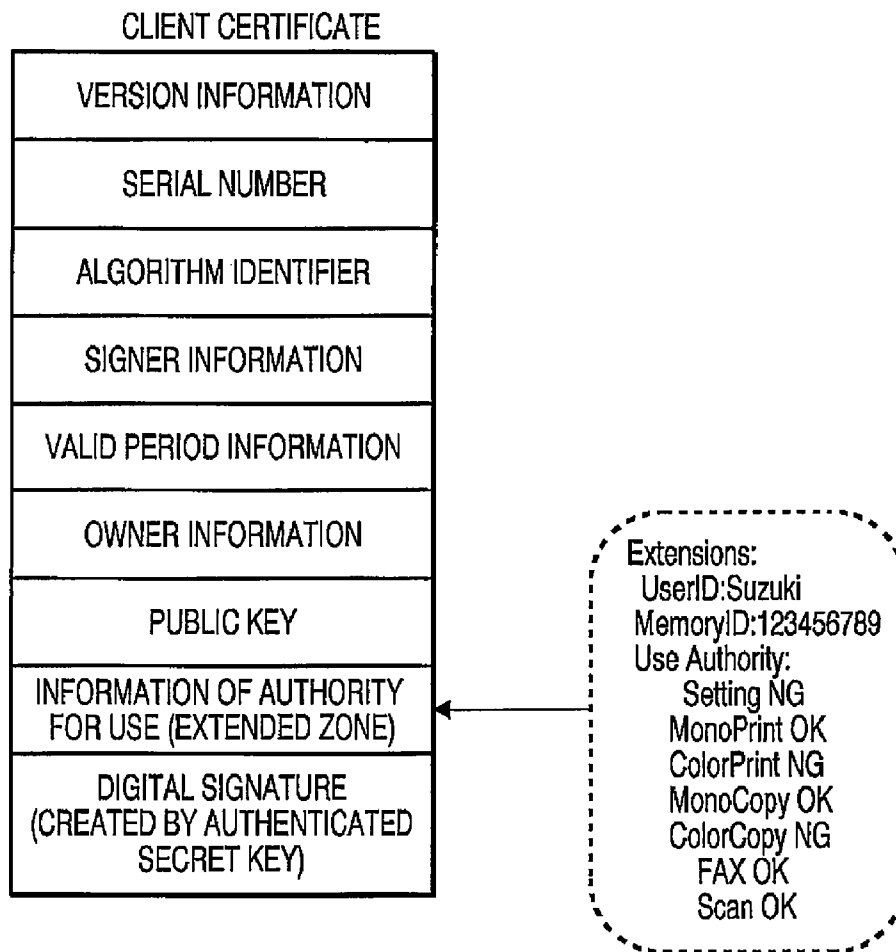 CLIENT CERTIFICATE
VERSION INFORMATION
SERIAL NUMBER
ALGORITHM IDENTIFIER
SIGNER INFORMATION
VALID PERIOD INFORMATION
OWNER INFORMATION
PUBLIC KEY
INFORMATION OF AUTHORITY
FOR USE (EXTENDED ZONE)
DIGITAL SIGNATURE
(CREATED BY AUTHENTICATED
SECRET KEY)
Extensions:
UserID:Suzuki
MemoryID:123456789
Use Authority:
Setting NG
MonoPrint OK
ColorPrint NG
MonoCopy OK
ColorCopy NG
FAX OK
Scan OK